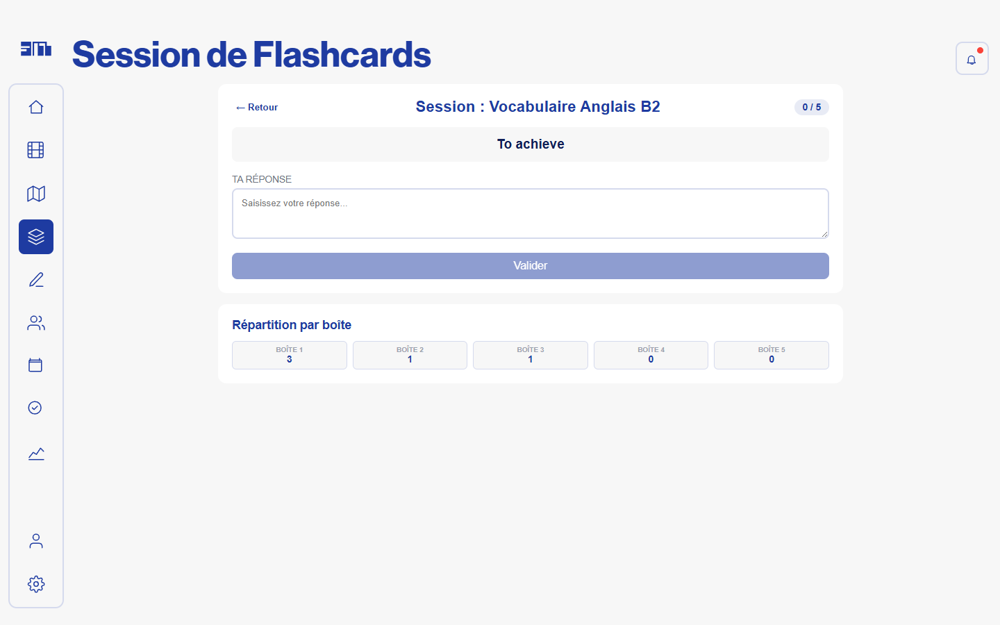 Session de Flashcards
← Retour
Session : Vocabulaire Anglais B2
0 / 5
To achieve
TA RÉPONSE
Saisissez votre réponse...
Valider
Répartition par boîte
BOÎTE 1
3
BOÎTE 2
1
BOÎTE 3
1
BOÎTE 4
0
BOÎTE 5
0